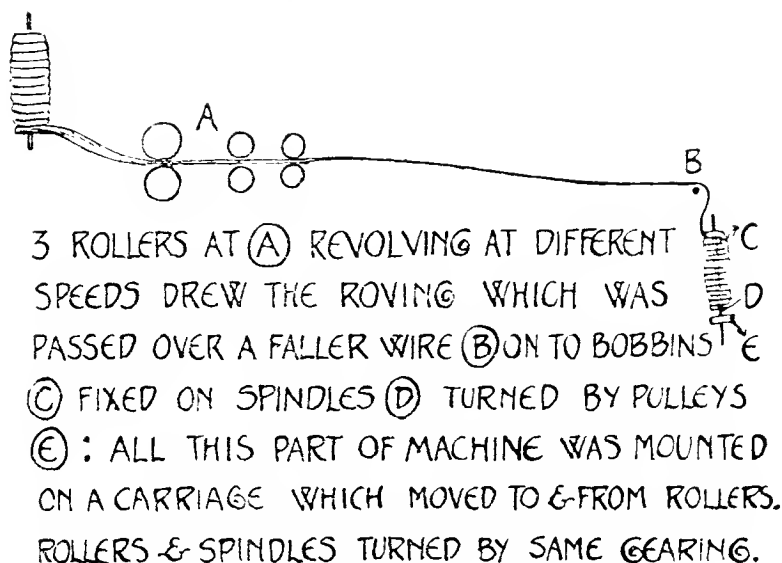 A
B
3 ROLLERS AT Ⓐ REVOLVING AT DIFFERENT
C
SPEEDS DREW THE ROVING WHICH WAS
D
PASSED OVER A FALLER WIRE Ⓑ ON TO BOBBINS
E
Ⓒ FIXED ON SPINDLES Ⓓ TURNED BY PULLEYS
Ⓔ : ALL THIS PART OF MACHINE WAS MOUNTED
ON A CARRIAGE WHICH MOVED TO & FROM ROLLERS.
ROLLERS & SPINDLES TURNED BY SAME GEARING.